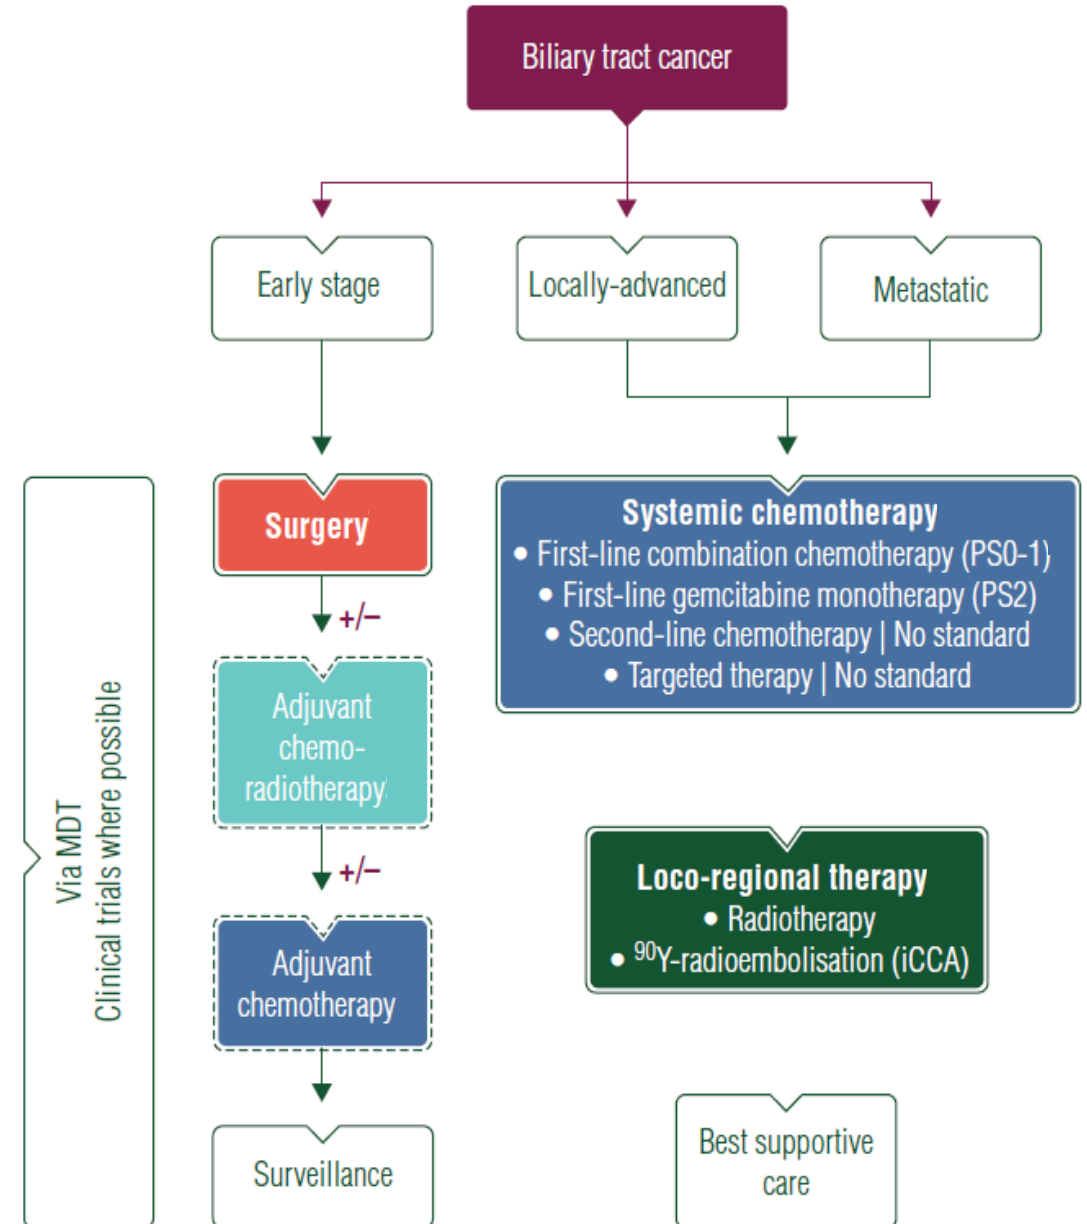 Biliary tract cancer
Early stage
Locally-advanced
Metastatic
Via MDT
Clinical trials where possible
Surgery
+/–
Adjuvant
chemo-
radiotherapy
+/–
Adjuvant
chemotherapy
Surveillance
Systemic chemotherapy
• First-line combination chemotherapy (PS0-1)
• First-line gemcitabine monotherapy (PS2)
• Second-line chemotherapy | No standard
• Targeted therapy | No standard
Loco-regional therapy
• Radiotherapy
• ⁹⁰Y-radioembolisation (iCCA)
Best supportive
care